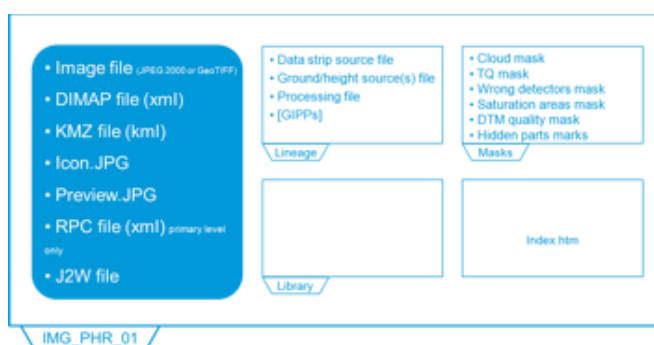 • Image file (JPEG 2000 or GeoTIFF)
• DIMAP file (xml)
• KMZ file (kml)
• Icon.JPG
• Preview.JPG
• RPC file (xml) primary level
only
• J2W file
• Data strip source file
• Ground/height source(s) file
• Processing file
• [GIPPs]
Lineage
• Cloud mask
• TQ mask
• Wrong detectors mask
• Saturation areas mask
• DTM quality mask
• Hidden parts marks
Masks
Library
Index.htm
IMG_PHR_01